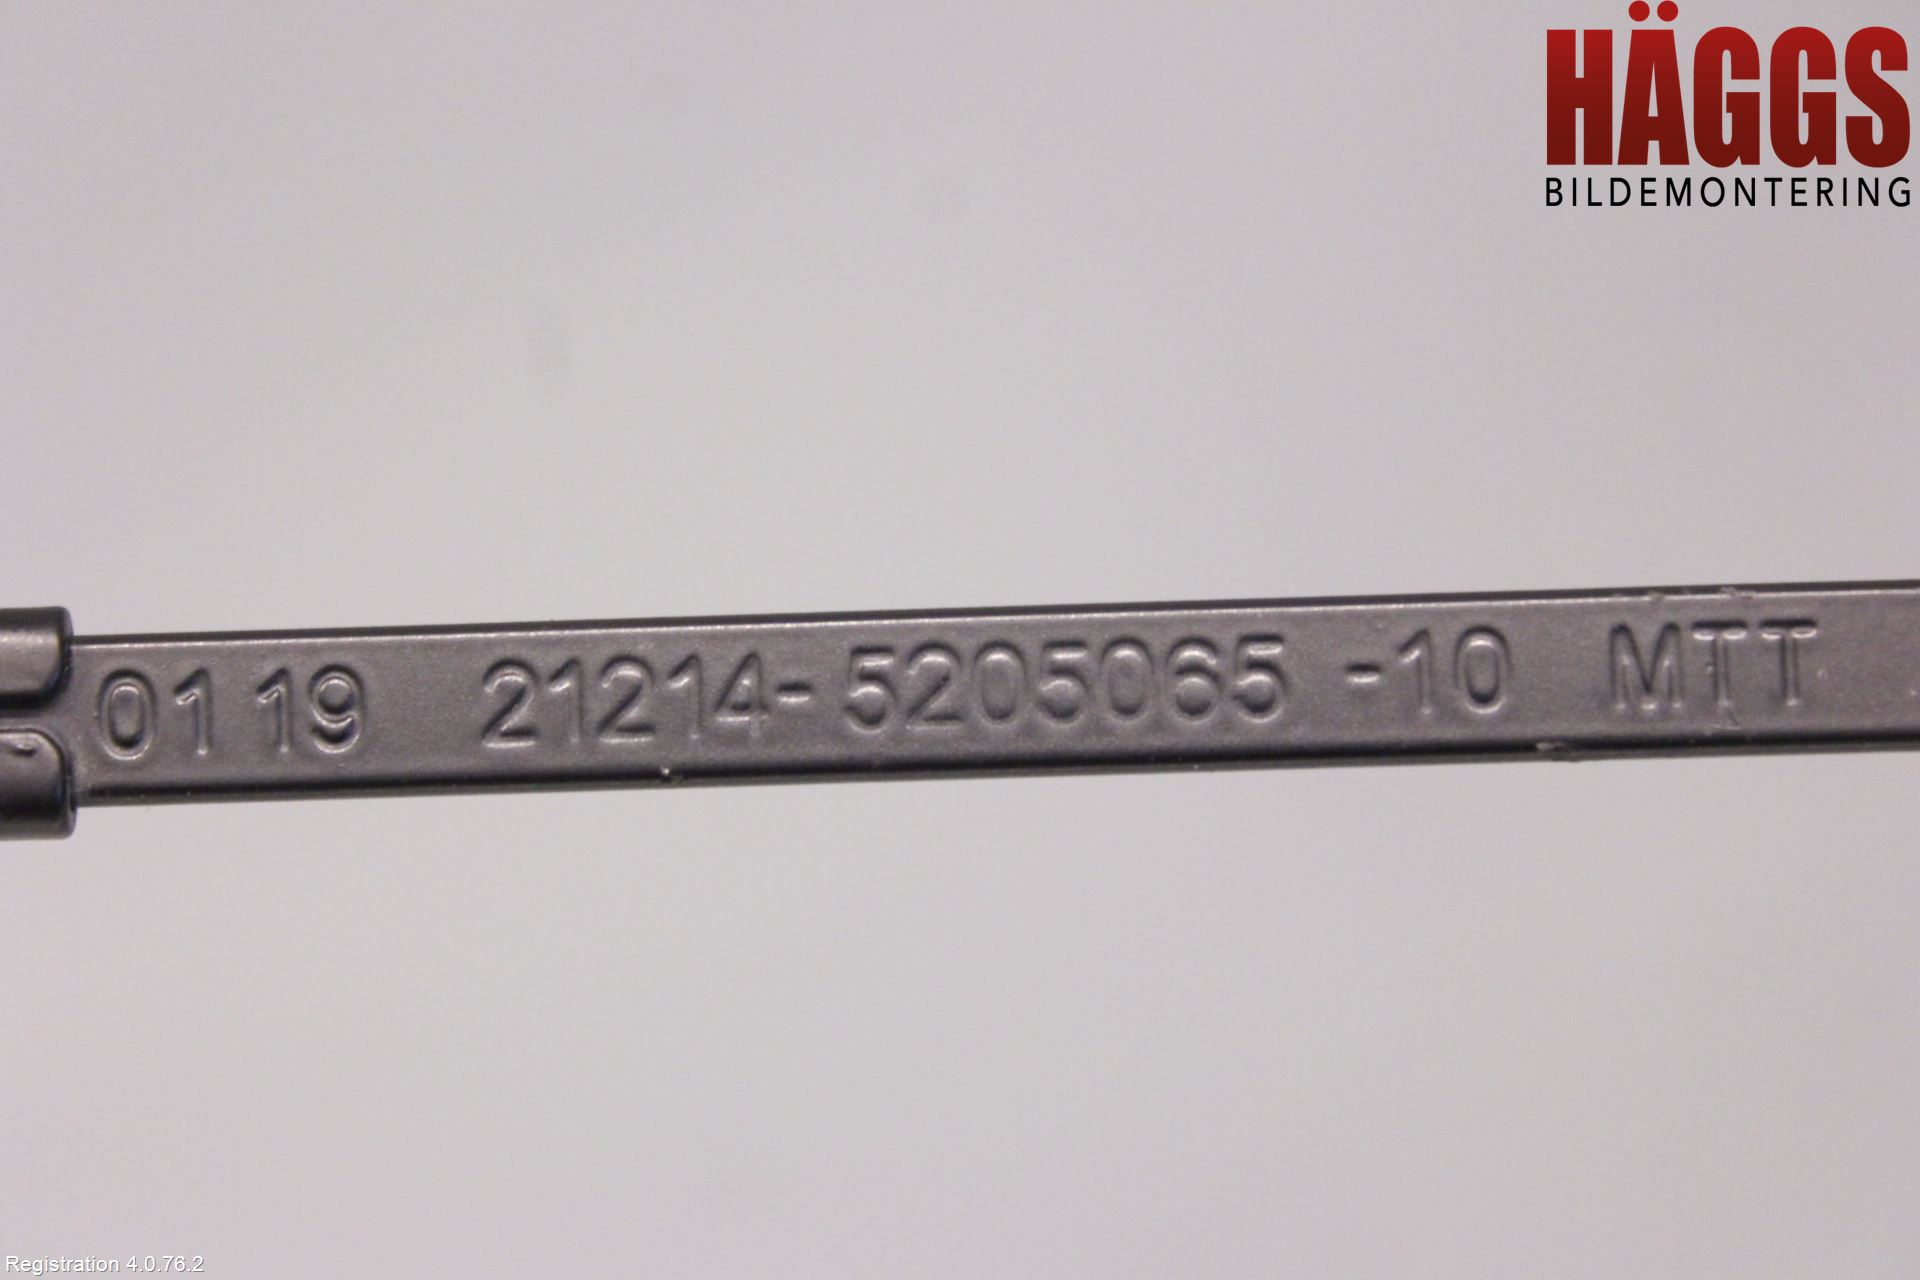 HÄGGS
BILDEMONTERING
01 19 21214-5205065-10 MTT
Registration 4.0.76.2